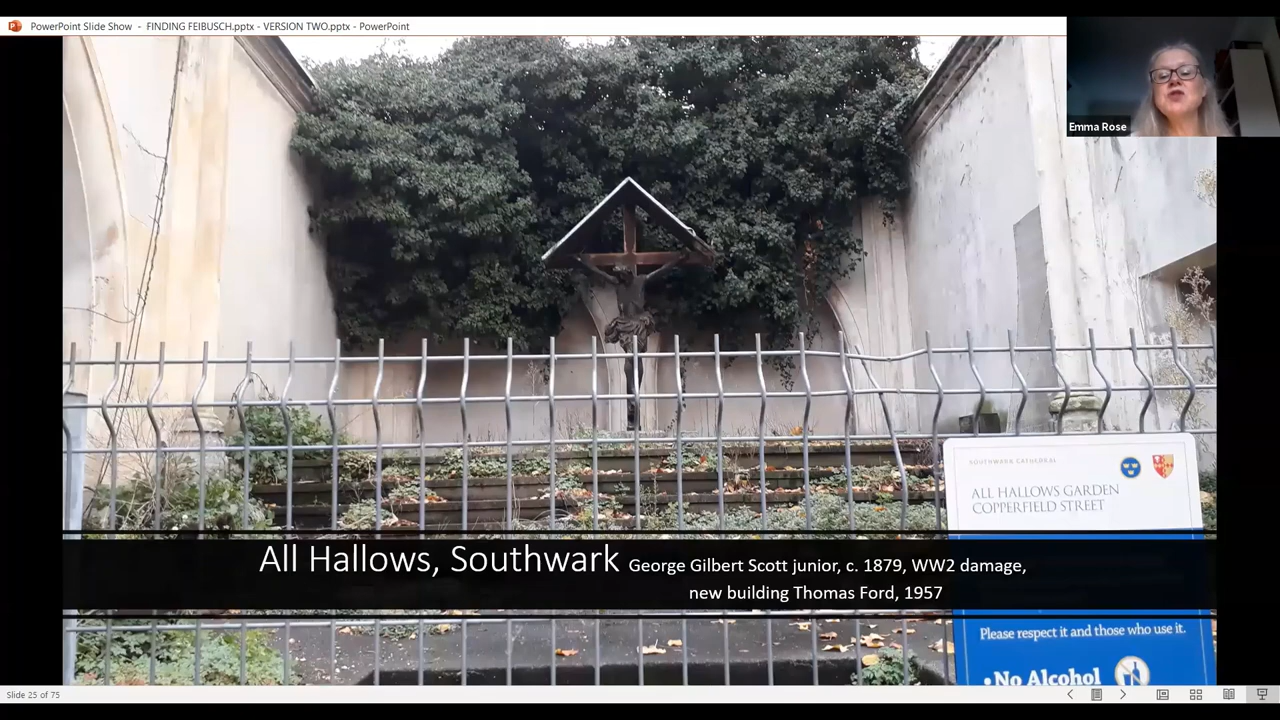 PowerPoint Slide Show - FINDING FEIBUSCH.pptx - VERSION TWO.pptx - PowerPoint
Emma Rose
SOUTHWARK CATHEDRAL
ALL HALLOWS GARDEN
COPPERFIELD STREET
All Hallows, Southwark George Gilbert Scott junior, c. 1879, WW2 damage,
new building Thomas Ford, 1957
Please respect it and those who use it.
• No Alcohol
Slide 25 of 75